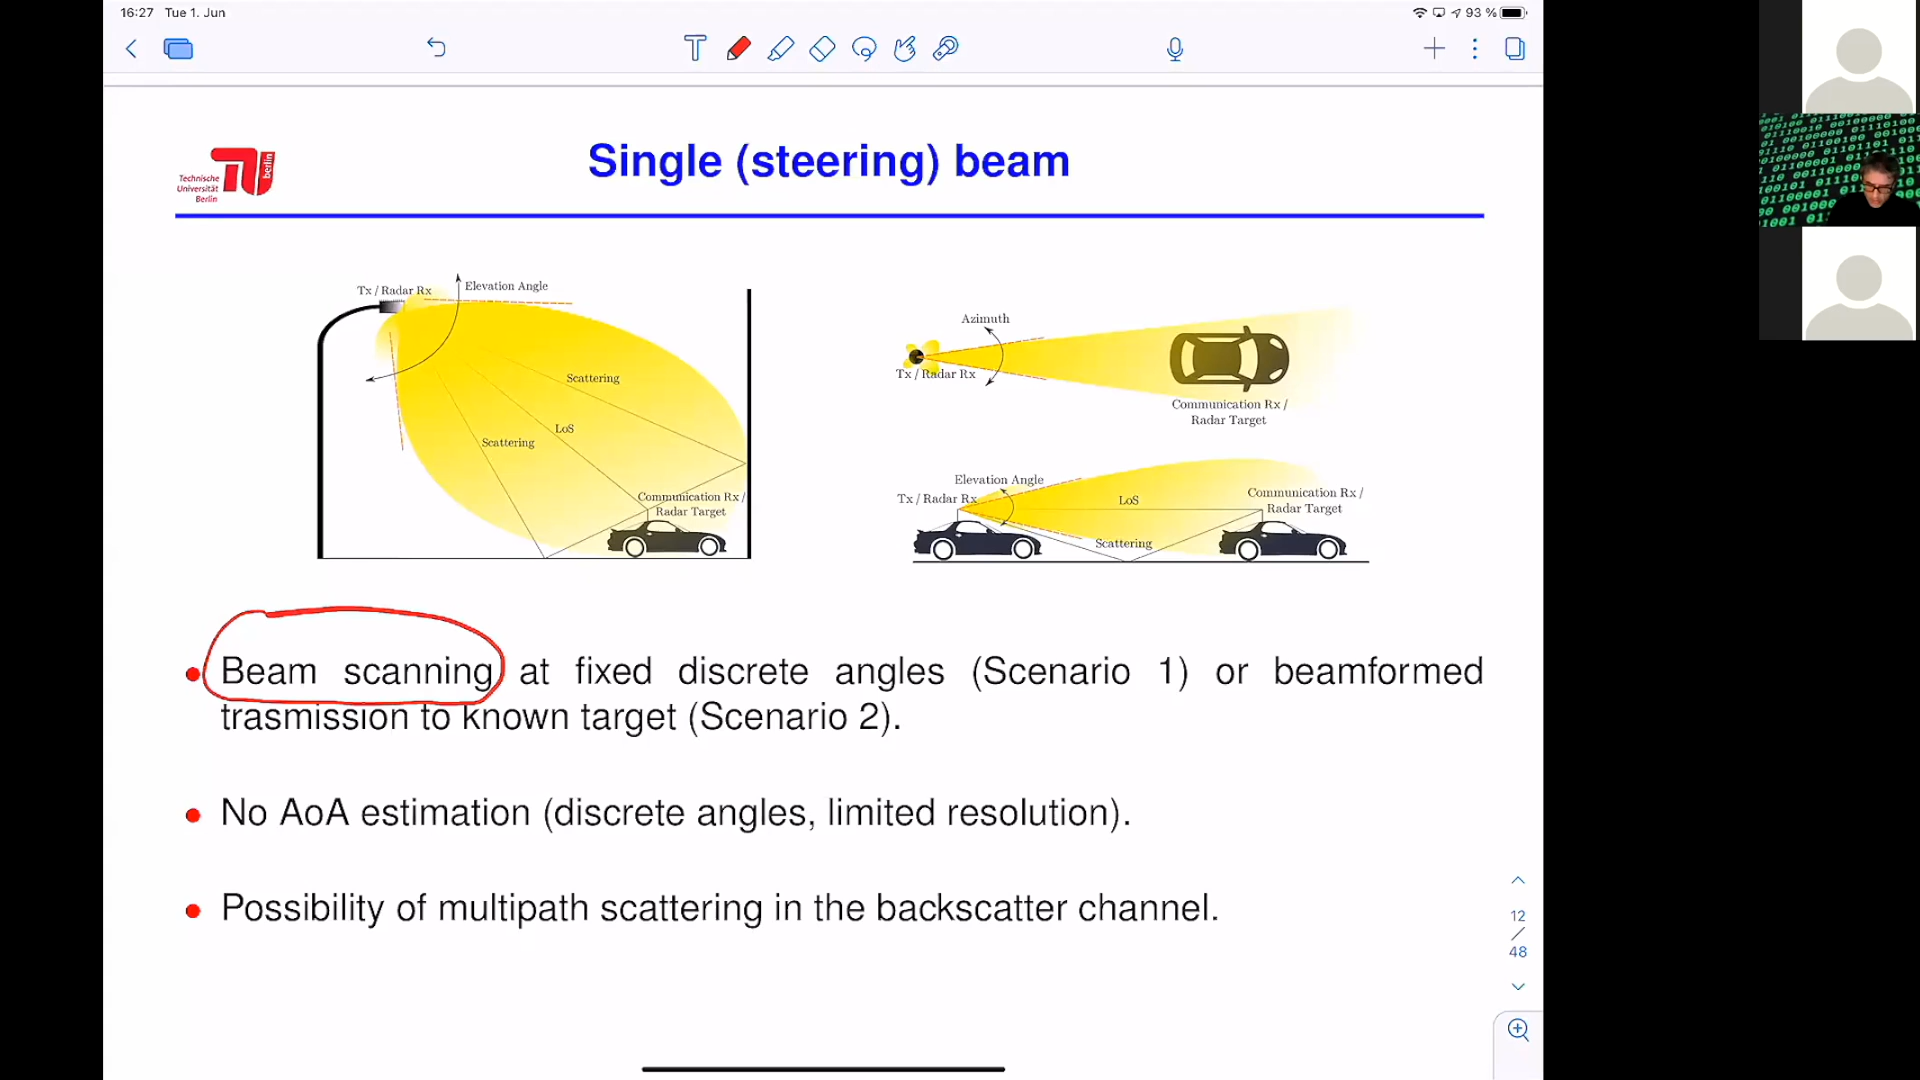 16:27 Tue 1. Jun
93 %
Single (steering) beam
Technische
Universität
Berlin
berlin
Tx / Radar Rx
Elevation Angle
Scattering
LoS
Scattering
Communication Rx /
Radar Target
Azimuth
Tx / Radar Rx
Communication Rx /
Radar Target
Elevation Angle
Tx / Radar Rx
LoS
Communication Rx /
Radar Target
Scattering
• Beam scanning at fixed discrete angles (Scenario 1) or beamformed
trasmission to known target (Scenario 2).
• No AoA estimation (discrete angles, limited resolution).
• Possibility of multipath scattering in the backscatter channel.
12
/
48